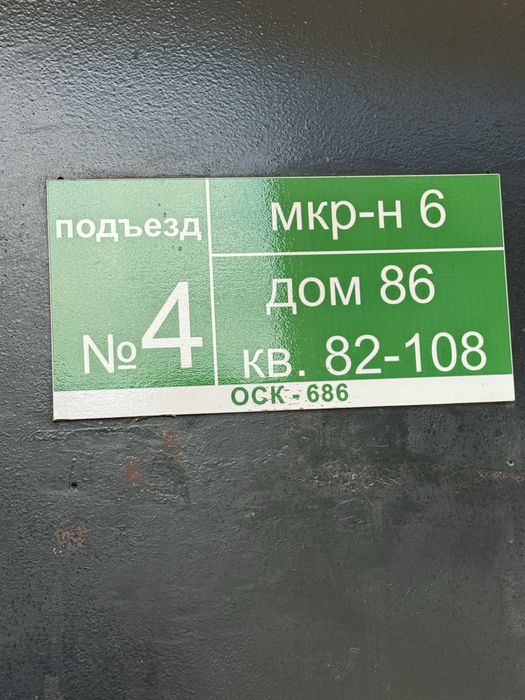 подъезд
№4
мкр-н 6
дом 86
кв. 82-108
ОСК - 686